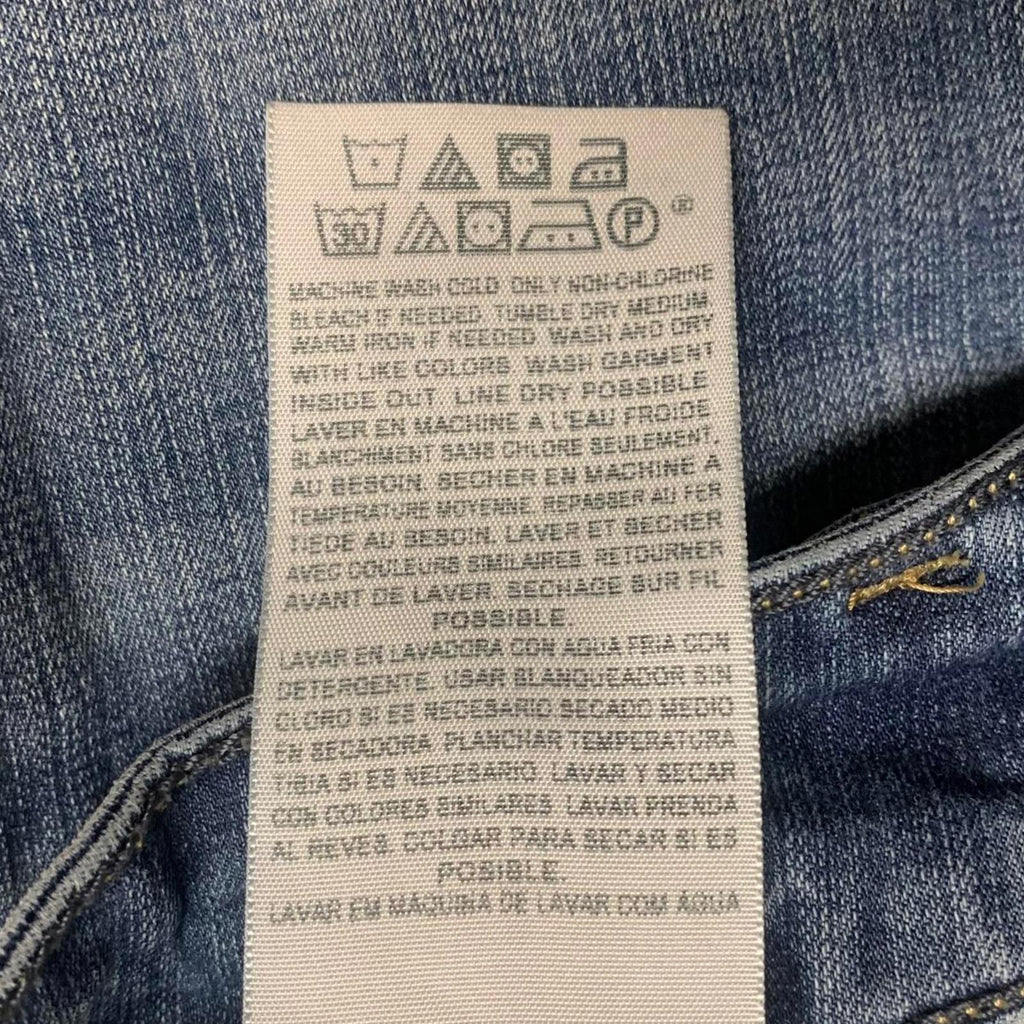 30 P ®
MACHINE WASH COLD. ONLY NON-CHLORINE
BLEACH IF NEEDED. TUMBLE DRY MEDIUM.
WARM IRON IF NEEDED. WASH AND DRY
WITH LIKE COLORS. WASH GARMENT
INSIDE OUT. LINE DRY POSSIBLE.
LAVER EN MACHINE A L'EAU FROIDE
BLANCHIMENT SANS CHLORE SEULEMENT,
AU BESOIN. SECHER EN MACHINE A
TEMPERATURE MOYENNE. REPASSER AU FER
TIEDE AU BESOIN. LAVER ET SECHER
AVEC COULEURS SIMILAIRES. RETOURNER
AVANT DE LAVER. SECHAGE SUR FIL
POSSIBLE.
LAVAR EN LAVADORA CON AGUA FRIA CON
DETERGENTE. USAR BLANQUEADOR SIN
CLORO SI ES NECESARIO. SECADO MEDIO
EN SECADORA. PLANCHAR TEMPERATURA
TIBIA SI ES NECESARIO. LAVAR Y SECAR
CON COLORES SIMILARES. LAVAR PRENDA
AL REVES. COLGAR PARA SECAR SI ES
POSIBLE.
LAVAR EM MÁQUINA DE LAVAR COM ÁGUA